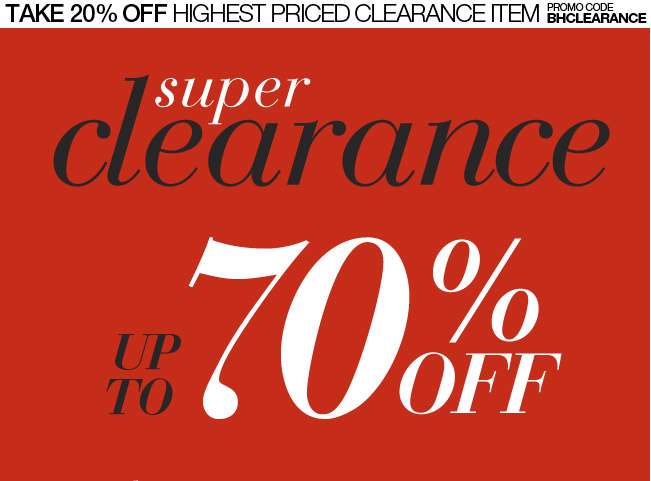 TAKE 20% OFF HIGHEST PRICED CLEARANCE ITEM PROMO CODE BHCLEARANCE
super
clearance
UP TO 70% OFF